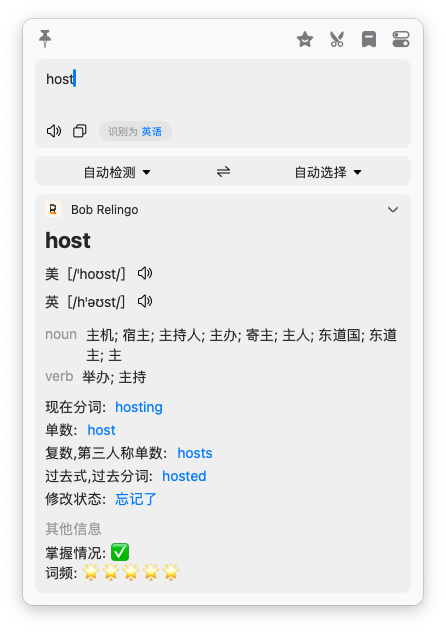 host
识别为 英语
自动检测 自动选择
Bob Relingo
host
美 [/ˈhoʊst/]
英 [/hˈəʊst/]
noun 主机; 宿主; 主持人; 主办; 寄主; 主人; 东道国; 东道
主; 主
verb 举办; 主持
现在分词: hosting
单数: host
复数,第三人称单数: hosts
过去式,过去分词: hosted
修改状态: 忘记了
其他信息
掌握情况: ✅
词频: 🌟🌟🌟🌟🌟